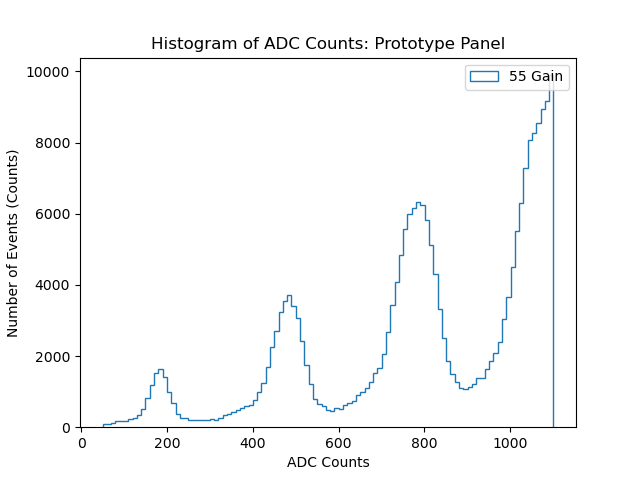 Histogram of ADC Counts: Prototype Panel
55 Gain
10000
8000
6000
4000
2000
0
Number of Events (Counts)
0 200 400 600 800 1000
ADC Counts